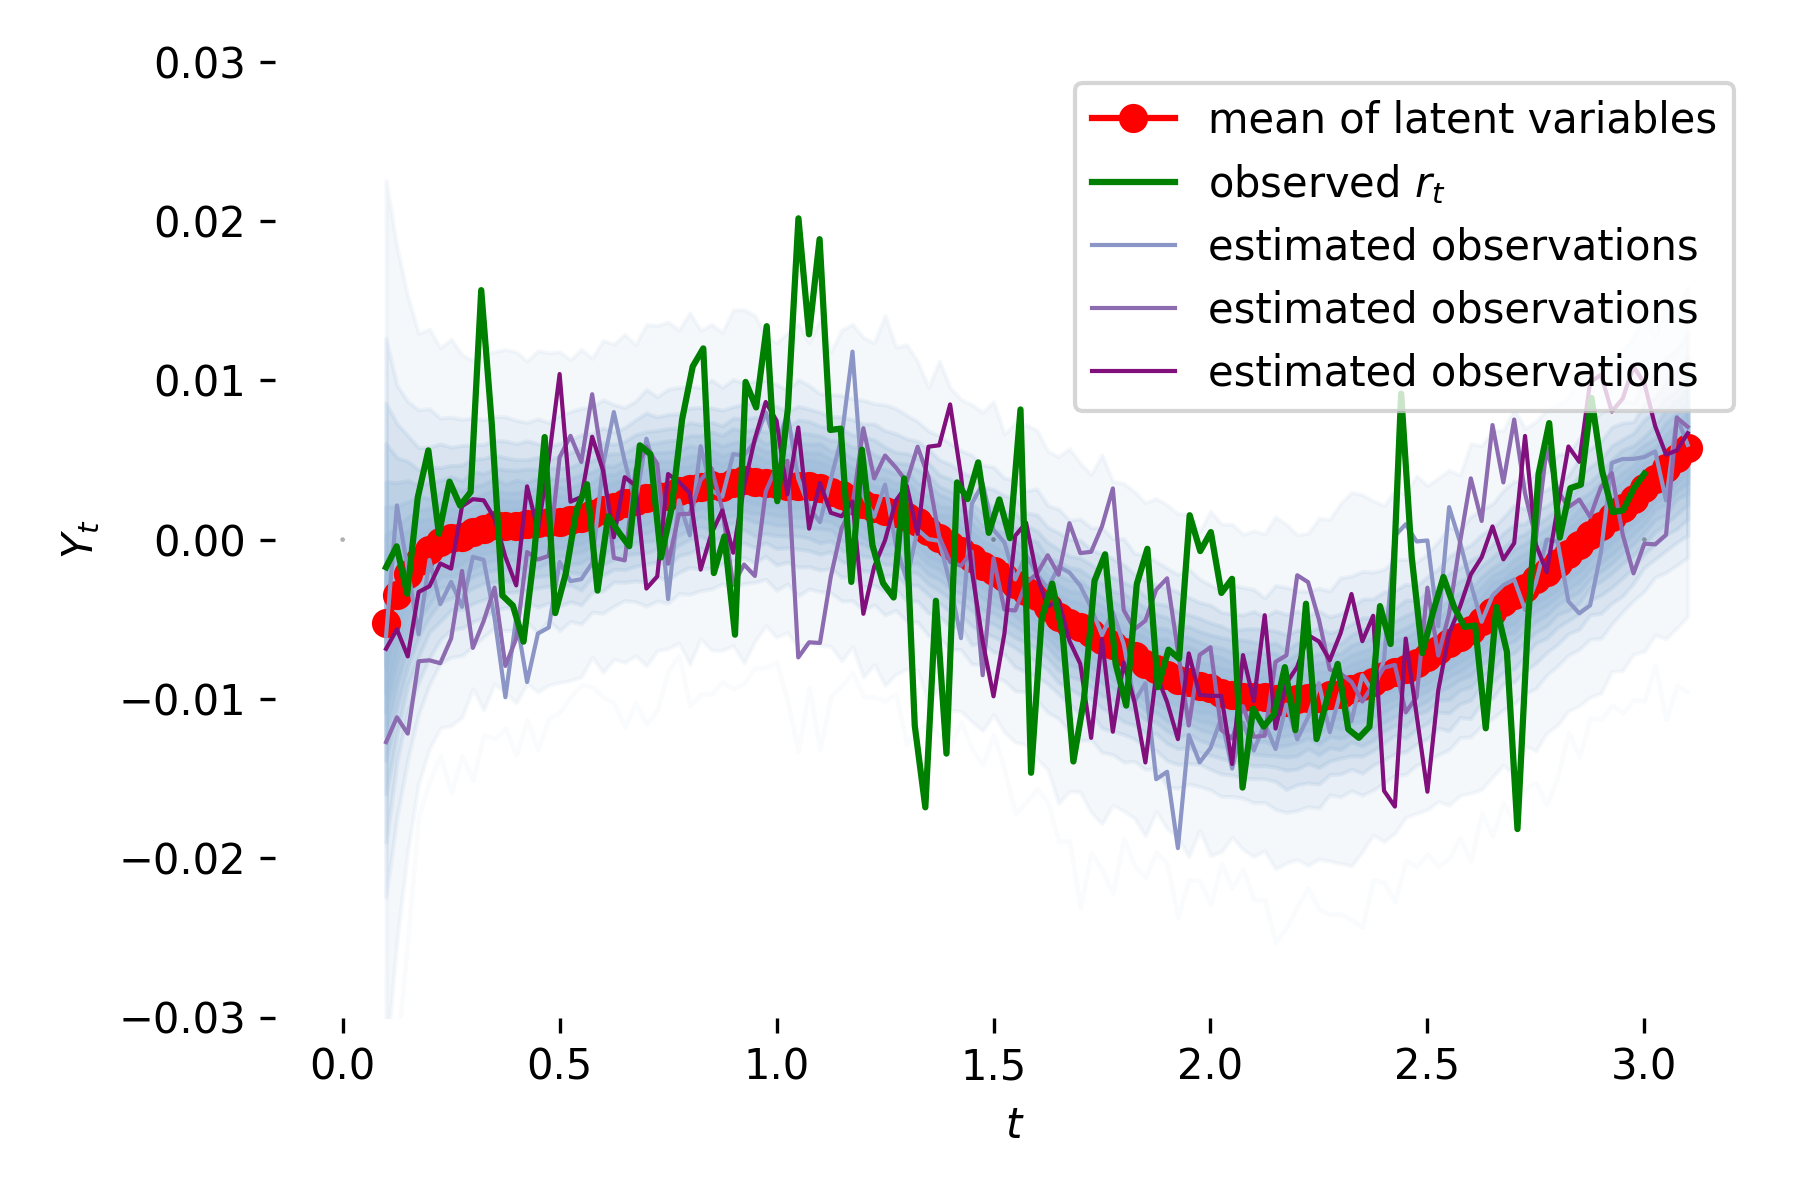 0.03
0.02
0.01
0.00
−0.01
−0.02
−0.03
Y_t
0.0 0.5 1.0 1.5 2.0 2.5 3.0
t
mean of latent variables
observed r_t
estimated observations
estimated observations
estimated observations